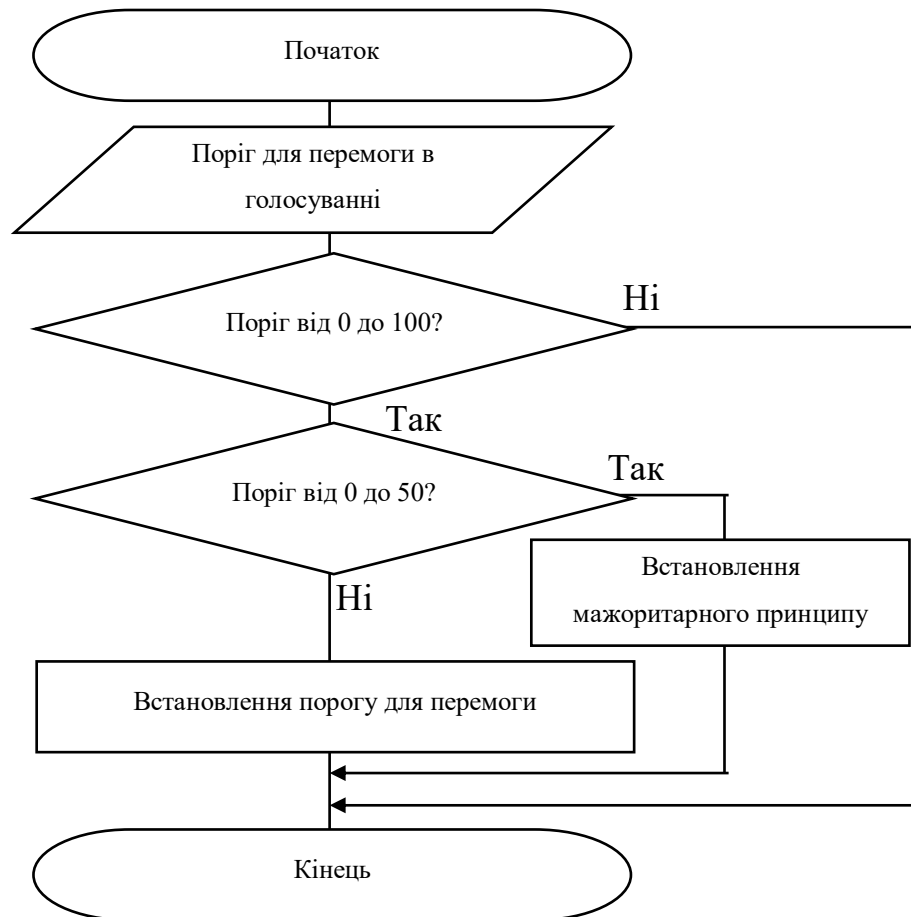 Початок
Поріг для перемоги в
голосуванні
Поріг від 0 до 100?
Ні
Так
Поріг від 0 до 50?
Так
Ні
Встановлення
мажоритарного принципу
Встановлення порогу для перемоги
Кінець